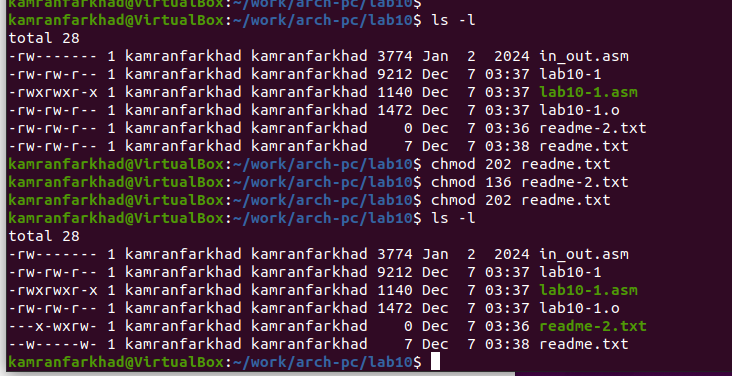 kamranfarkhad@VirtualBox:~/work/arch-pc/lab10$
kamranfarkhad@VirtualBox:~/work/arch-pc/lab10$ ls -l
total 28
-rw------- 1 kamranfarkhad kamranfarkhad 3774 Jan  2  2024 in_out.asm
-rw-rw-r-- 1 kamranfarkhad kamranfarkhad 9212 Dec  7 03:37 lab10-1
-rwxrwxr-x 1 kamranfarkhad kamranfarkhad 1140 Dec  7 03:37 lab10-1.asm
-rw-rw-r-- 1 kamranfarkhad kamranfarkhad 1472 Dec  7 03:37 lab10-1.o
-rw-rw-r-- 1 kamranfarkhad kamranfarkhad    0 Dec  7 03:36 readme-2.txt
-rw-rw-r-- 1 kamranfarkhad kamranfarkhad    7 Dec  7 03:38 readme.txt
kamranfarkhad@VirtualBox:~/work/arch-pc/lab10$ chmod 202 readme.txt
kamranfarkhad@VirtualBox:~/work/arch-pc/lab10$ chmod 136 readme-2.txt
kamranfarkhad@VirtualBox:~/work/arch-pc/lab10$ chmod 202 readme.txt
kamranfarkhad@VirtualBox:~/work/arch-pc/lab10$ ls -l
total 28
-rw------- 1 kamranfarkhad kamranfarkhad 3774 Jan  2  2024 in_out.asm
-rw-rw-r-- 1 kamranfarkhad kamranfarkhad 9212 Dec  7 03:37 lab10-1
-rwxrwxr-x 1 kamranfarkhad kamranfarkhad 1140 Dec  7 03:37 lab10-1.asm
-rw-rw-r-- 1 kamranfarkhad kamranfarkhad 1472 Dec  7 03:37 lab10-1.o
---x-wxrw- 1 kamranfarkhad kamranfarkhad    0 Dec  7 03:36 readme-2.txt
--w-----w- 1 kamranfarkhad kamranfarkhad    7 Dec  7 03:38 readme.txt
kamranfarkhad@VirtualBox:~/work/arch-pc/lab10$